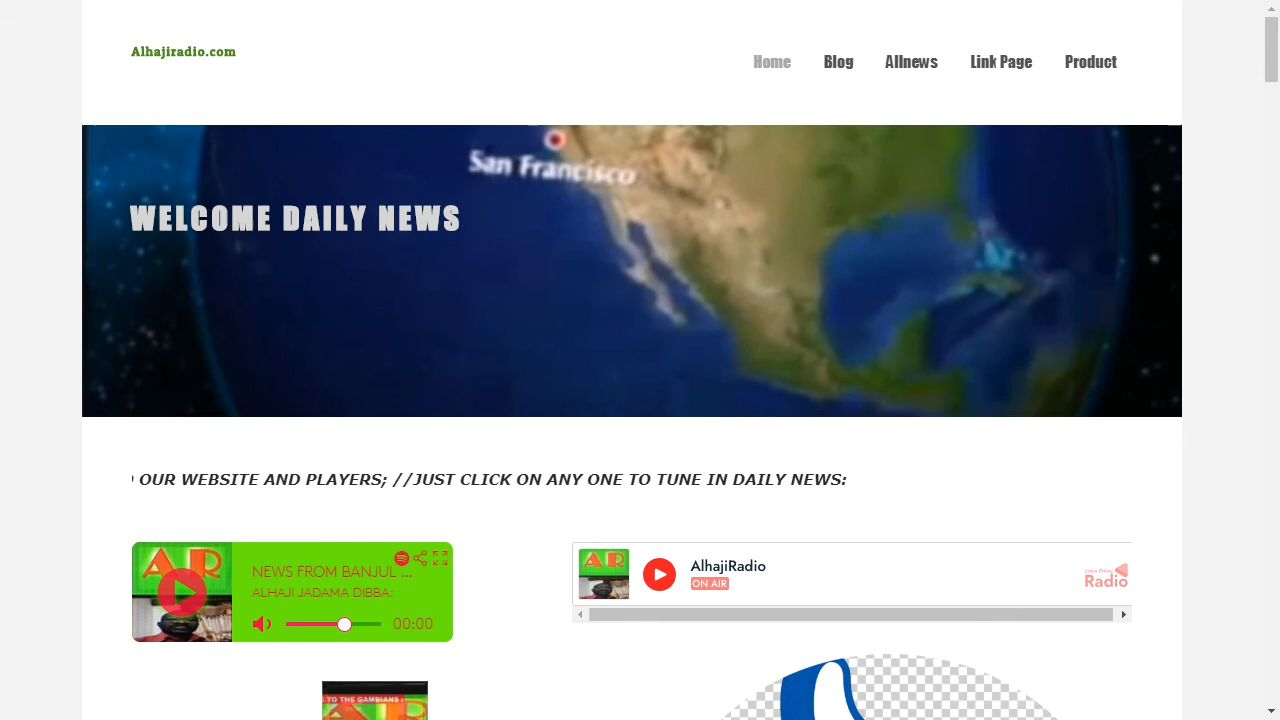 Alhajiradio.com
Home Blog Allnews Link Page Product
San Francisco
WELCOME DAILY NEWS
OUR WEBSITE AND PLAYERS; //JUST CLICK ON ANY ONE TO TUNE IN DAILY NEWS:
AR
NEWS FROM BANJUL ...
ALHAJI JADAMA DIBBA:
00:00
AR
AlhajiRadio
ON AIR
Listen Online
Radio
TO THE GAMBIANS